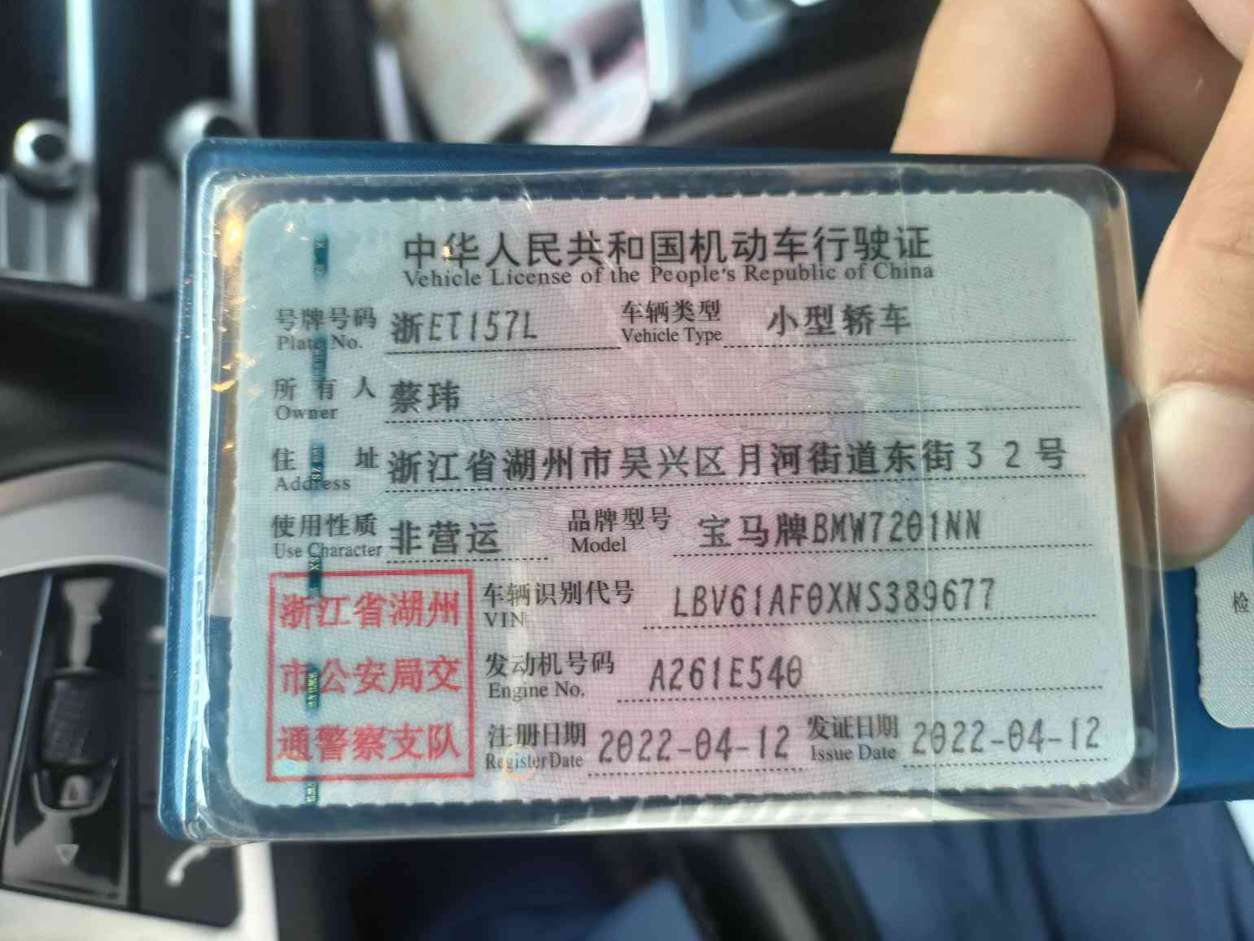 中华人民共和国机动车行驶证
Vehicle License of the People's Republic of China
号牌号码 浙ET157L 车辆类型 小型轿车
Plate No. Vehicle Type
所有人 蔡玮
Owner
住址 浙江省湖州市吴兴区月河街道东街32号
Address
使用性质 非营运 品牌型号 宝马牌BMW7201NN
Use Character Model
浙江省湖州
市公安局交
通警察支队
车辆识别代号 LBV61AF0XNS389677
VIN
发动机号码 A261E540
Engine No.
注册日期 2022-04-12 发证日期 2022-04-12
Register Date Issue Date
检